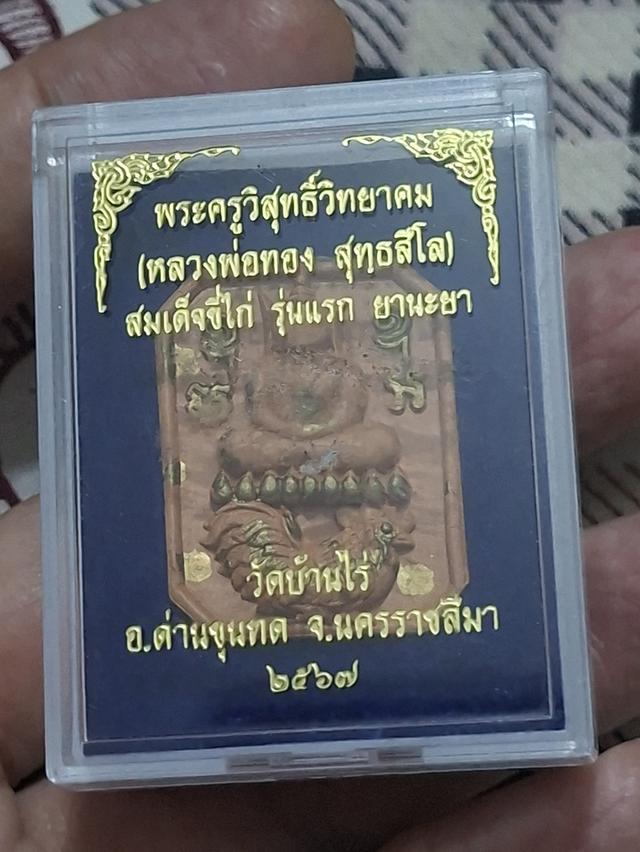 พระครูวิสุทธิ์วิทยาคม
(หลวงพ่อทอง สุทฺธสีโล)
สมเด็จขี่ไก่ รุ่นแรก ยานะยา
วัดบ้านไร่
อ.ด่านขุนทด จ.นครราชสีมา
๒๕๖๗